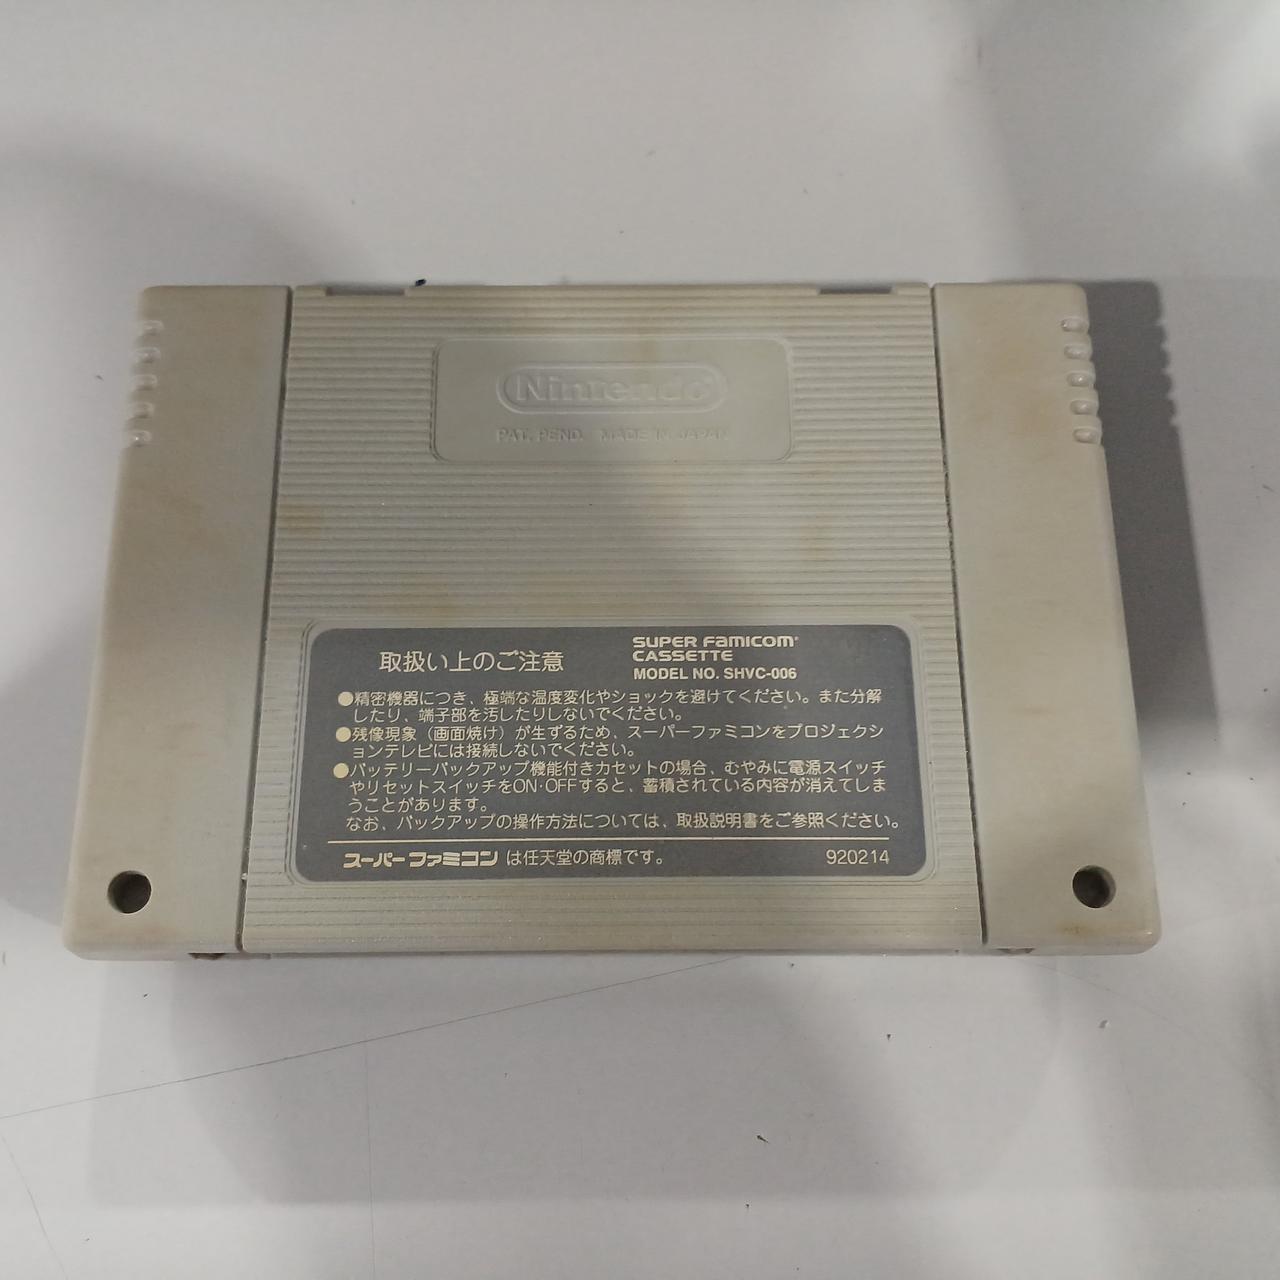 Nintendo
PAT. PEND. MADE IN JAPAN
取扱い上のご注意
SUPER FAMICOM
CASSETTE
MODEL NO. SHVC-006
●精密機器につき、極端な温度変化やショックを避けてください。また分解
したり、端子部を汚したりしないでください。
●残像現象（画面焼け）が生ずるため、スーパーファミコンをプロジェクシ
ョンテレビには接続しないでください。
●バッテリーバックアップ機能付きカセットの場合、むやみに電源スイッチ
やリセットスイッチをON·OFFすると、蓄積されている内容が消えてしま
うことがあります。
なお、バックアップの操作方法については、取扱説明書をご参照ください。
スーパーファミコン は任天堂の商標です。
920214